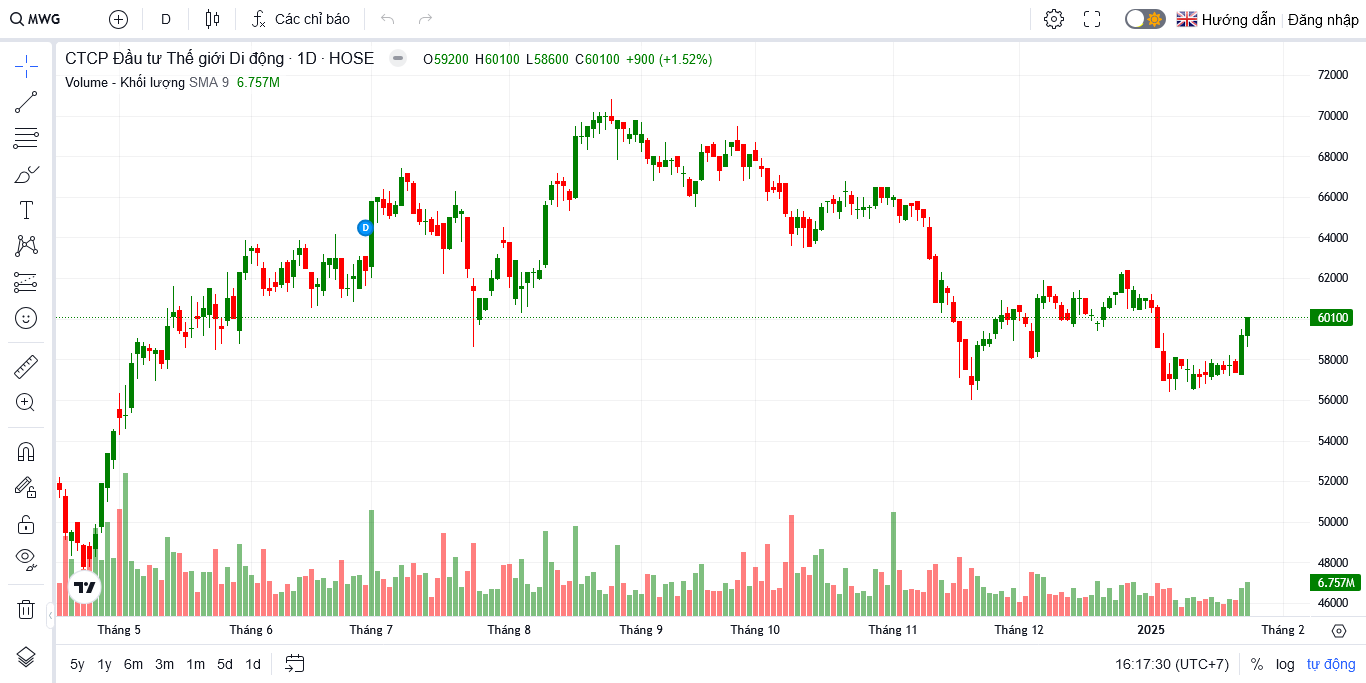 MWG D Các chỉ báo Hướng dẫn Đăng nhập
CTCP Đầu tư Thế giới Di động · 1D · HOSE O59200 H60100 L58600 C60100 +900 (+1.52%)
Volume - Khối lượng SMA 9 6.757M
72000
70000
68000
66000
D
64000
62000
60100
58000
56000
54000
52000
50000
48000
6.757M
46000
Tháng 5 Tháng 6 Tháng 7 Tháng 8 Tháng 9 Tháng 10 Tháng 11 Tháng 12 2025 Tháng 2
5y 1y 6m 3m 1m 5d 1d 16:17:30 (UTC+7) % log tự động